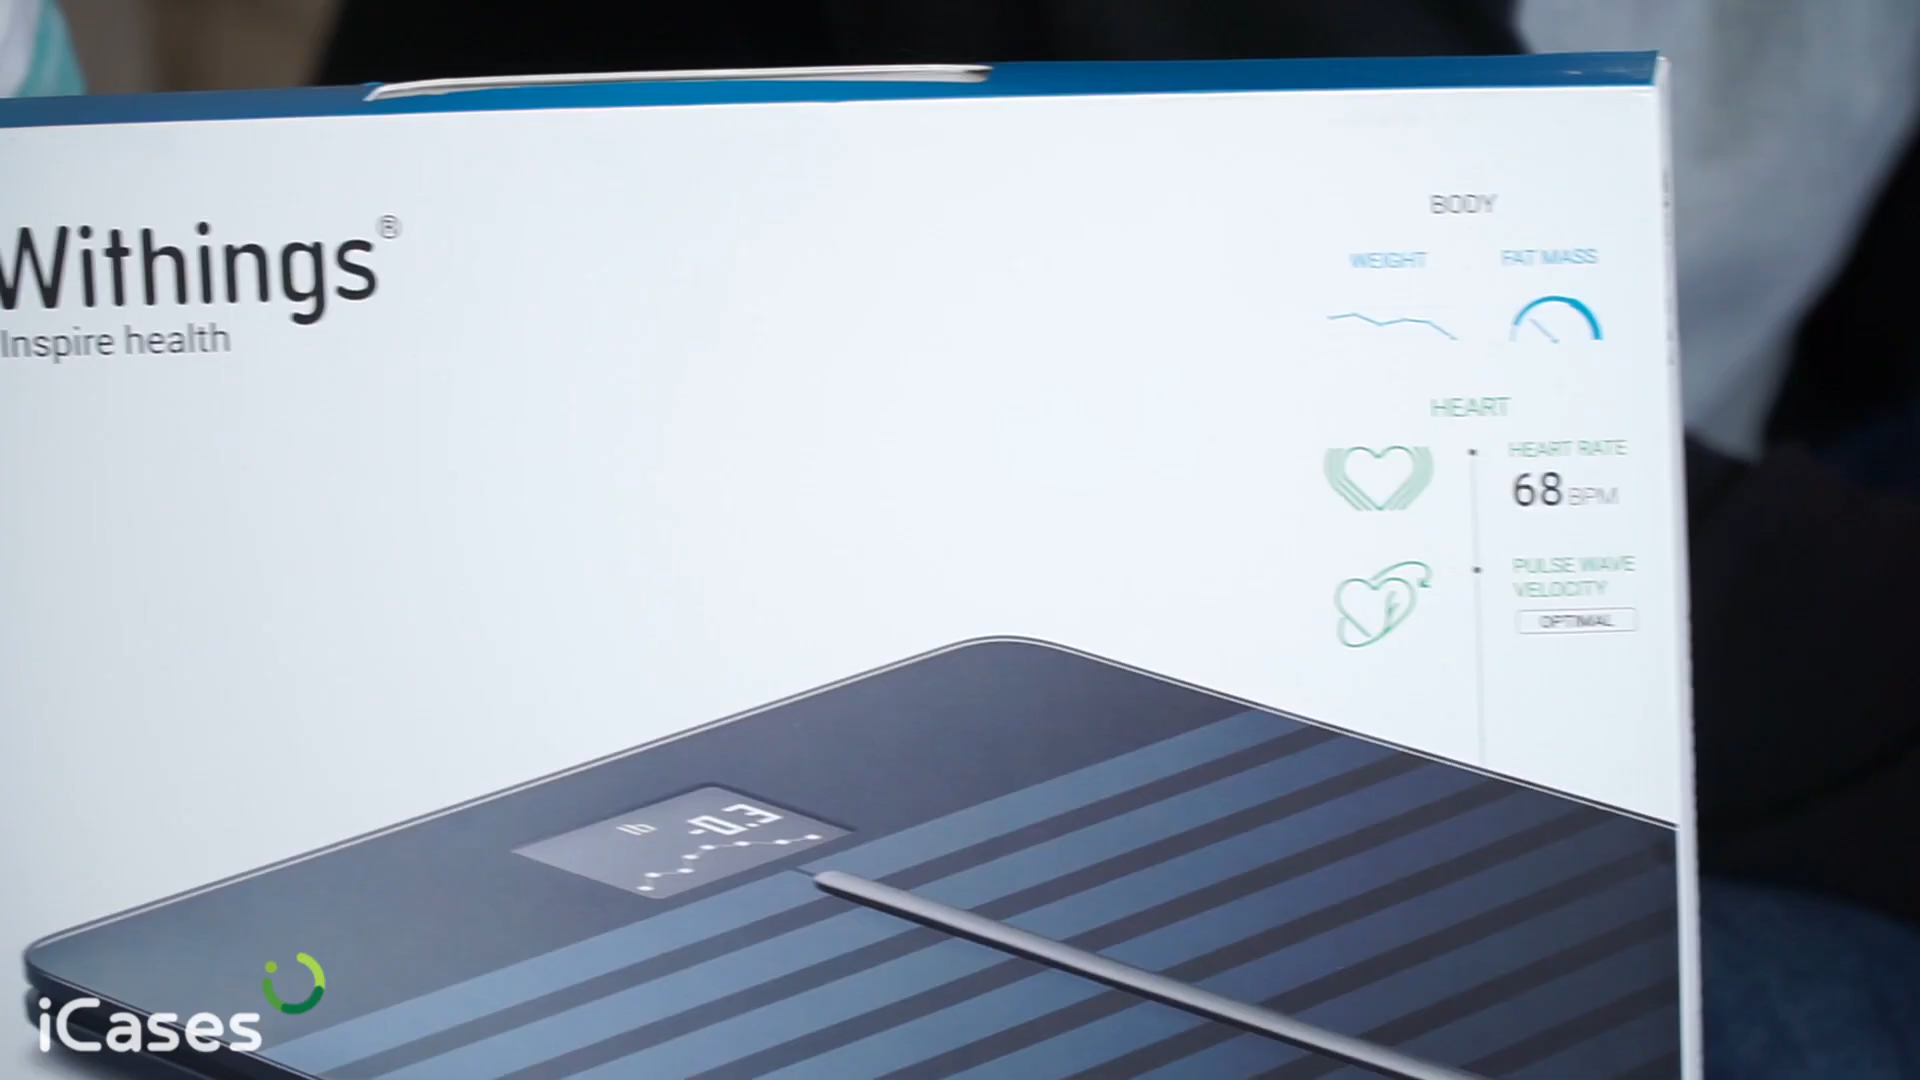 Withings®
Inspire health
BODY
WEIGHT
FAT MASS
HEART
HEART RATE
68 BPM
PULSE WAVE
VELOCITY
OPTIMAL
lb -0.3
iCases